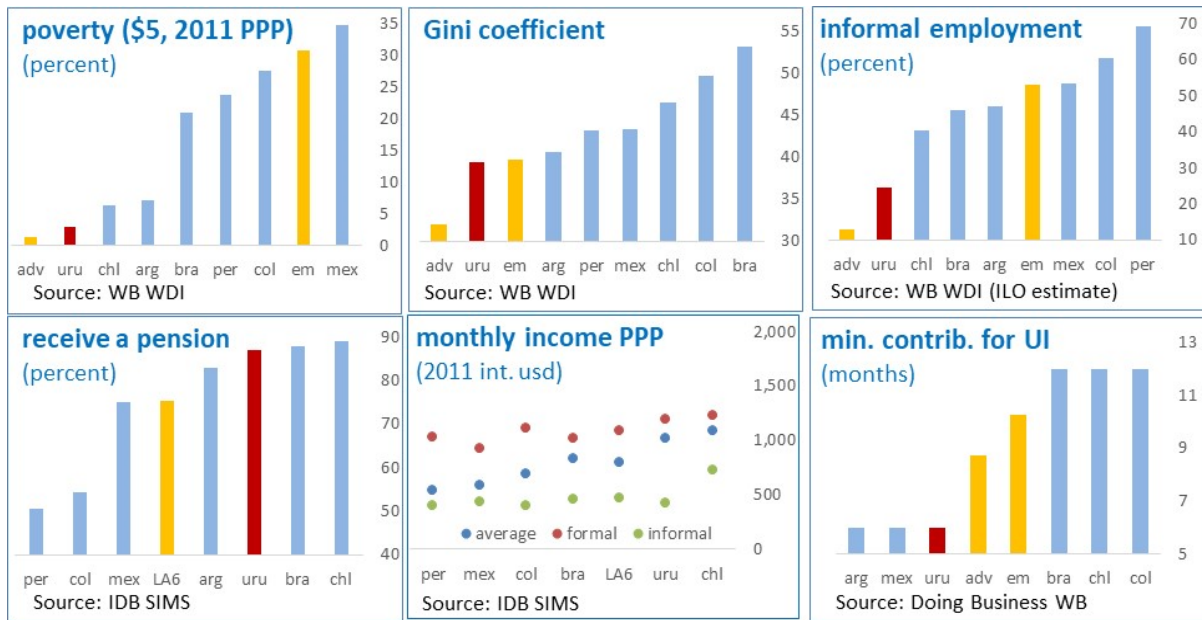 poverty ($5, 2011 PPP)
(percent)
35
30
25
20
15
10
5
0
adv uru chl arg bra per col em mex
Source: WB WDI
Gini coefficient
55
50
45
40
35
30
adv uru em arg per mex chl col bra
Source: WB WDI
informal employment
(percent)
70
60
50
40
30
20
10
adv uru chl bra arg em mex col per
Source: WB WDI (ILO estimate)
receive a pension
(percent)
90
80
70
60
50
40
per col mex LA6 arg uru bra chl
Source: IDB SIMS
monthly income PPP
(2011 int. usd)
2,000
1,500
1,000
500
0
average formal informal
per mex col bra LA6 uru chl
Source: IDB SIMS
min. contrib. for UI
(months)
13
11
9
7
5
arg mex uru adv em bra chl col
Source: Doing Business WB